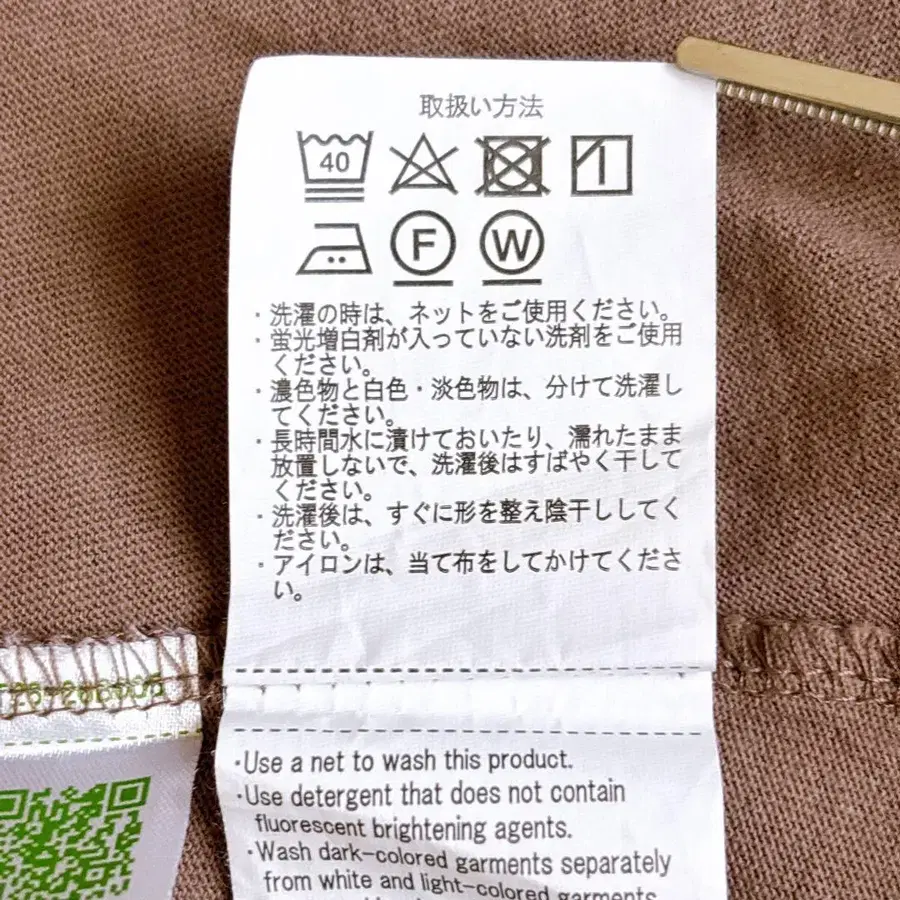 取扱い方法
40
F W
・洗濯の時は、ネットをご使用ください。
・蛍光増白剤が入っていない洗剤をご使用
ください。
・濃色物と白色・淡色物は、分けて洗濯し
てください。
・長時間水に漬けておいたり、濡れたまま
放置しないで、洗濯後はすばやく干して
ください。
・洗濯後は、すぐに形を整え陰干ししてく
ださい。
・アイロンは、当て布をしてかけてくださ
い。
・Use a net to wash this product.
・Use detergent that does not contain
fluorescent brightening agents.
・Wash dark-colored garments separately
from white and light-colored garments